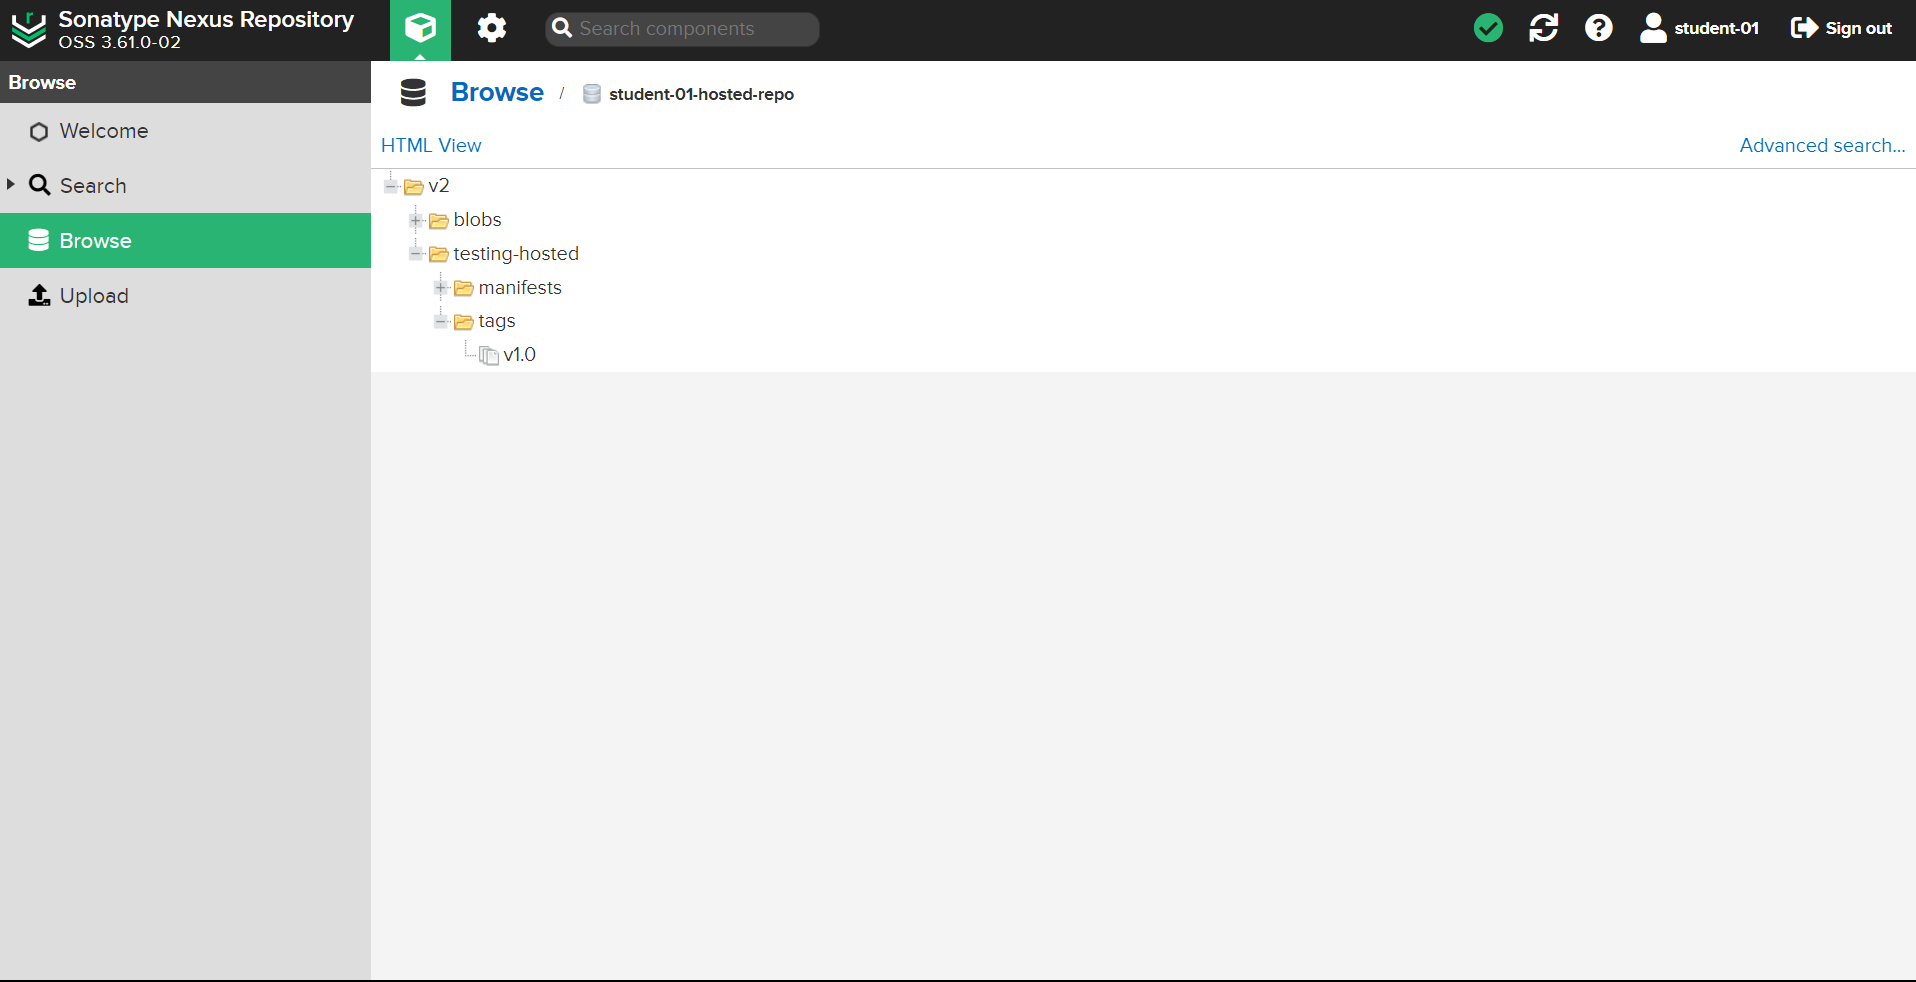 Sonatype Nexus Repository
OSS 3.61.0-02
Search components
student-01
Sign out
Browse
Welcome
Search
Browse
Upload
Browse / student-01-hosted-repo
HTML View
Advanced search...
v2
blobs
testing-hosted
manifests
tags
v1.0